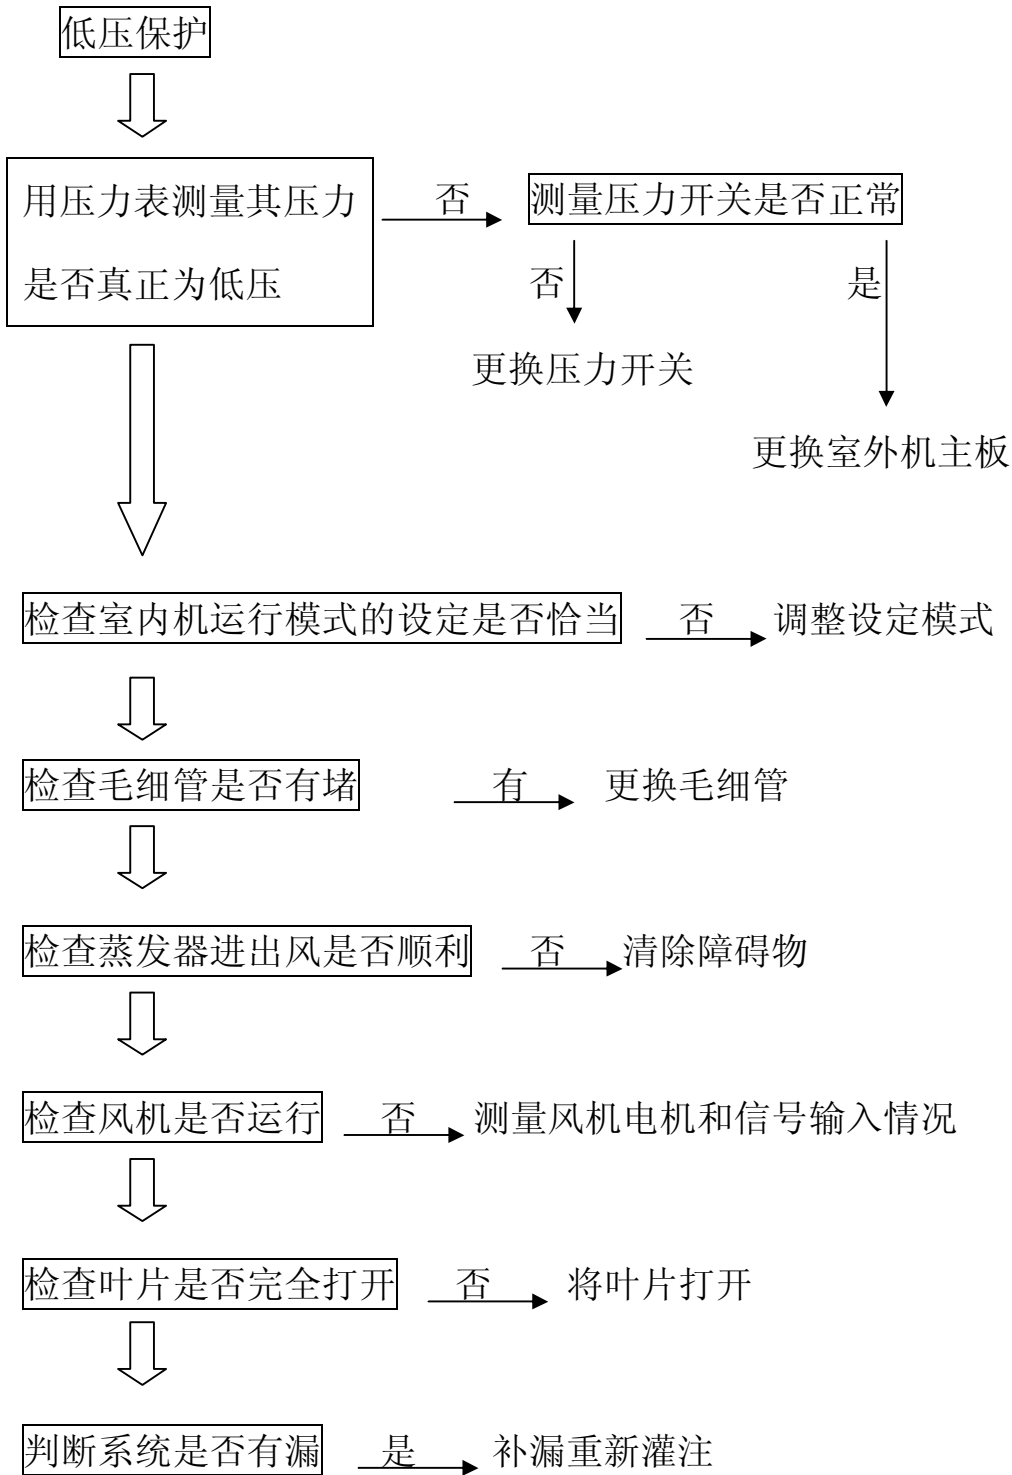 低压保护
用压力表测量其压力
是否真正为低压
否
测量压力开关是否正常
否
是
更换压力开关
更换室外机主板
检查室内机运行模式的设定是否恰当
否
调整设定模式
检查毛细管是否有堵
有
更换毛细管
检查蒸发器进出风是否顺利
否
清除障碍物
检查风机是否运行
否
测量风机电机和信号输入情况
检查叶片是否完全打开
否
将叶片打开
判断系统是否有漏
是
补漏重新灌注